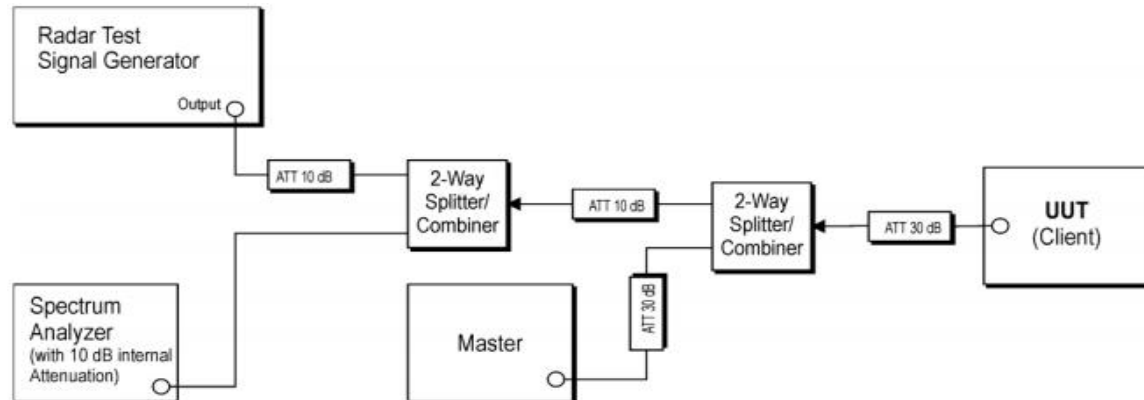 Radar Test
Signal Generator
Output
ATT 10 dB
2-Way
Splitter/
Combiner
ATT 10 dB
2-Way
Splitter/
Combiner
ATT 30 dB
UUT
(Client)
Spectrum
Analyzer
(with 10 dB internal
Attenuation)
Master
ATT 30 dB